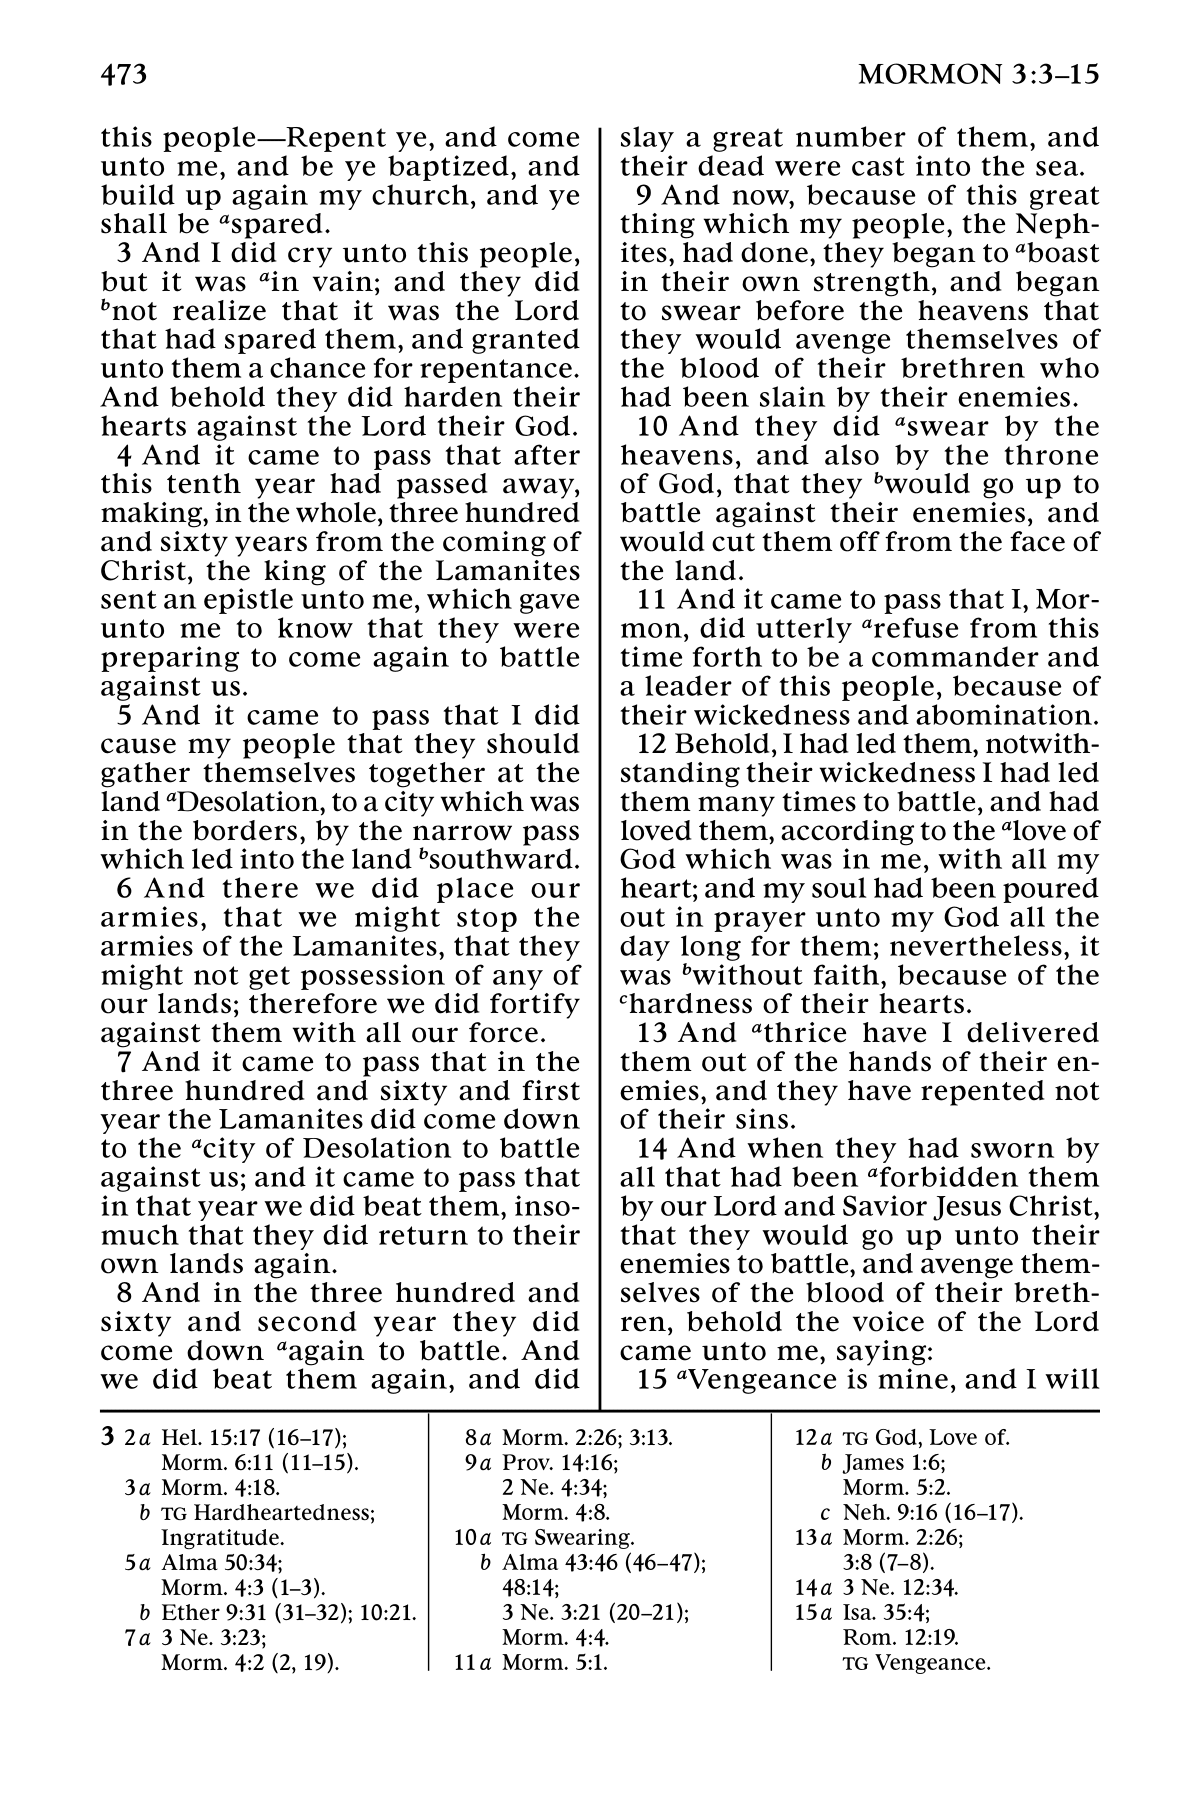 473
MORMON 3:3–15
this people—Repent ye, and come
unto me, and be ye baptized, and
build up again my church, and ye
shall be aspared.
3 And I did cry unto this people,
but it was ain vain; and they did
bnot realize that it was the Lord
that had spared them, and granted
unto them a chance for repentance.
And behold they did harden their
hearts against the Lord their God.
4 And it came to pass that after
this tenth year had passed away,
making, in the whole, three hundred
and sixty years from the coming of
Christ, the king of the Lamanites
sent an epistle unto me, which gave
unto me to know that they were
preparing to come again to battle
against us.
5 And it came to pass that I did
cause my people that they should
gather themselves together at the
land aDesolation, to a city which was
in the borders, by the narrow pass
which led into the land bsouthward.
6 And there we did place our
armies, that we might stop the
armies of the Lamanites, that they
might not get possession of any of
our lands; therefore we did fortify
against them with all our force.
7 And it came to pass that in the
three hundred and sixty and first
year the Lamanites did come down
to the acity of Desolation to battle
against us; and it came to pass that
in that year we did beat them, inso-
much that they did return to their
own lands again.
8 And in the three hundred and
sixty and second year they did
come down aagain to battle. And
we did beat them again, and did
slay a great number of them, and
their dead were cast into the sea.
9 And now, because of this great
thing which my people, the Neph-
ites, had done, they began to aboast
in their own strength, and began
to swear before the heavens that
they would avenge themselves of
the blood of their brethren who
had been slain by their enemies.
10 And they did aswear by the
heavens, and also by the throne
of God, that they bwould go up to
battle against their enemies, and
would cut them off from the face of
the land.
11 And it came to pass that I, Mor-
mon, did utterly arefuse from this
time forth to be a commander and
a leader of this people, because of
their wickedness and abomination.
12 Behold, I had led them, notwith-
standing their wickedness I had led
them many times to battle, and had
loved them, according to the alove of
God which was in me, with all my
heart; and my soul had been poured
out in prayer unto my God all the
day long for them; nevertheless, it
was bwithout faith, because of the
chardness of their hearts.
13 And athrice have I delivered
them out of the hands of their en-
emies, and they have repented not
of their sins.
14 And when they had sworn by
all that had been aforbidden them
by our Lord and Savior Jesus Christ,
that they would go up unto their
enemies to battle, and avenge them-
selves of the blood of their breth-
ren, behold the voice of the Lord
came unto me, saying:
15 aVengeance is mine, and I will
3 2a Hel. 15:17 (16–17);
Morm. 6:11 (11–15).
3a Morm. 4:18.
b TG Hardheartedness;
Ingratitude.
5a Alma 50:34;
Morm. 4:3 (1–3).
b Ether 9:31 (31–32); 10:21.
7a 3 Ne. 3:23;
Morm. 4:2 (2, 19).
8a Morm. 2:26; 3:13.
9a Prov. 14:16;
2 Ne. 4:34;
Morm. 4:8.
10a TG Swearing.
b Alma 43:46 (46–47);
48:14;
3 Ne. 3:21 (20–21);
Morm. 4:4.
11a Morm. 5:1.
12a TG God, Love of.
b James 1:6;
Morm. 5:2.
c Neh. 9:16 (16–17).
13a Morm. 2:26;
3:8 (7–8).
14a 3 Ne. 12:34.
15a Isa. 35:4;
Rom. 12:19.
TG Vengeance.